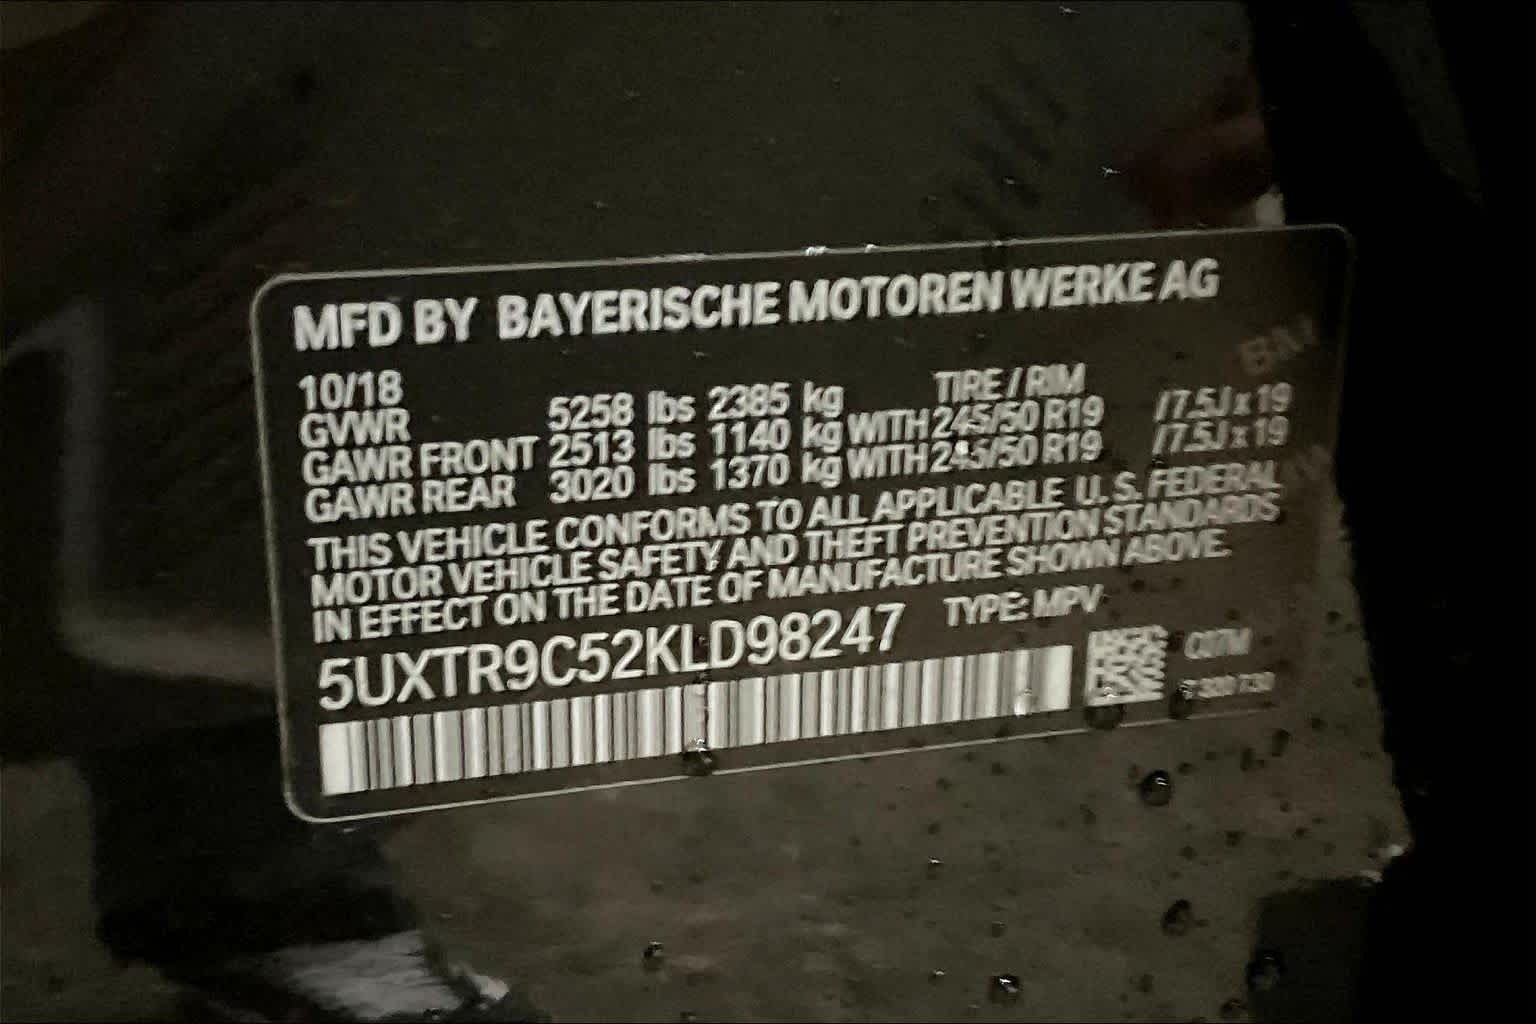 MFD BY BAYERISCHE MOTOREN WERKE AG
10/18 TIRE / RIM
GVWR 5258 lbs 2385 kg
GAWR FRONT 2513 lbs 1140 kg WITH 245/50 R19 /7.5J x 19
GAWR REAR 3020 lbs 1370 kg WITH 245/50 R19 /7.5J x 19
THIS VEHICLE CONFORMS TO ALL APPLICABLE U.S. FEDERAL
MOTOR VEHICLE SAFETY AND THEFT PREVENTION STANDARDS
IN EFFECT ON THE DATE OF MANUFACTURE SHOWN ABOVE.
5UXTR9C52KLD98247 TYPE: MPV